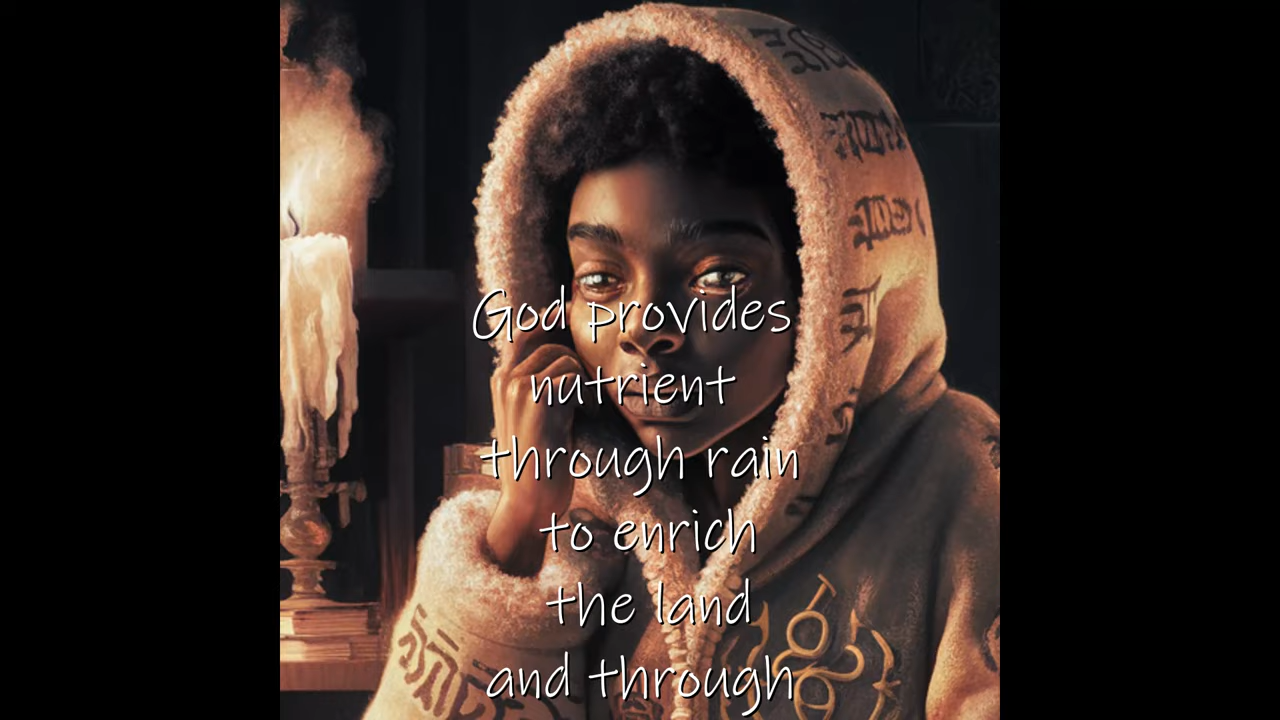 God provides
nutrient
through rain
to enrich
the land
and through